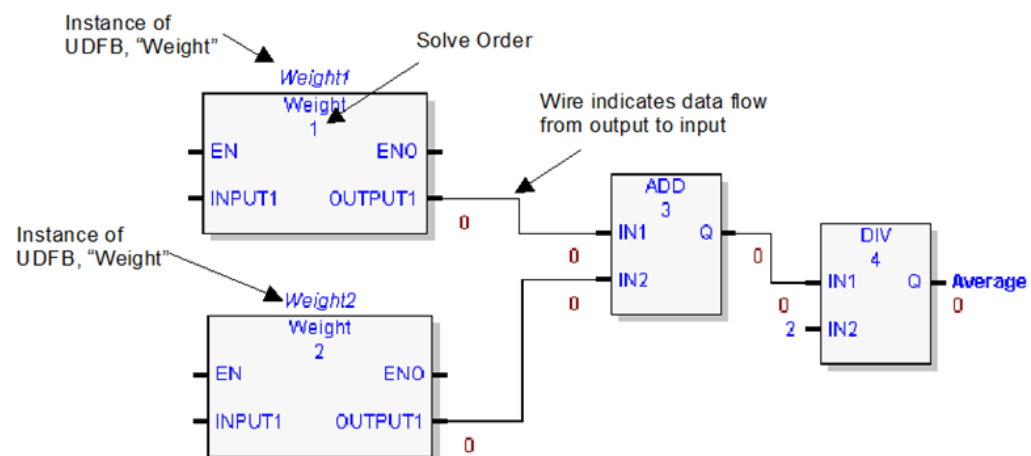 Instance of
UDFB, “Weight”
Solve Order
Weight1
Weight
1
EN ENO
INPUT1 OUTPUT1
0
Wire indicates data flow
from output to input
Instance of
UDFB, “Weight”
Weight2
Weight
2
EN ENO
INPUT1 OUTPUT1
0
ADD
3
0 IN1 Q 0
0 IN2
DIV
4
0 IN1 Q Average
0
2 IN2